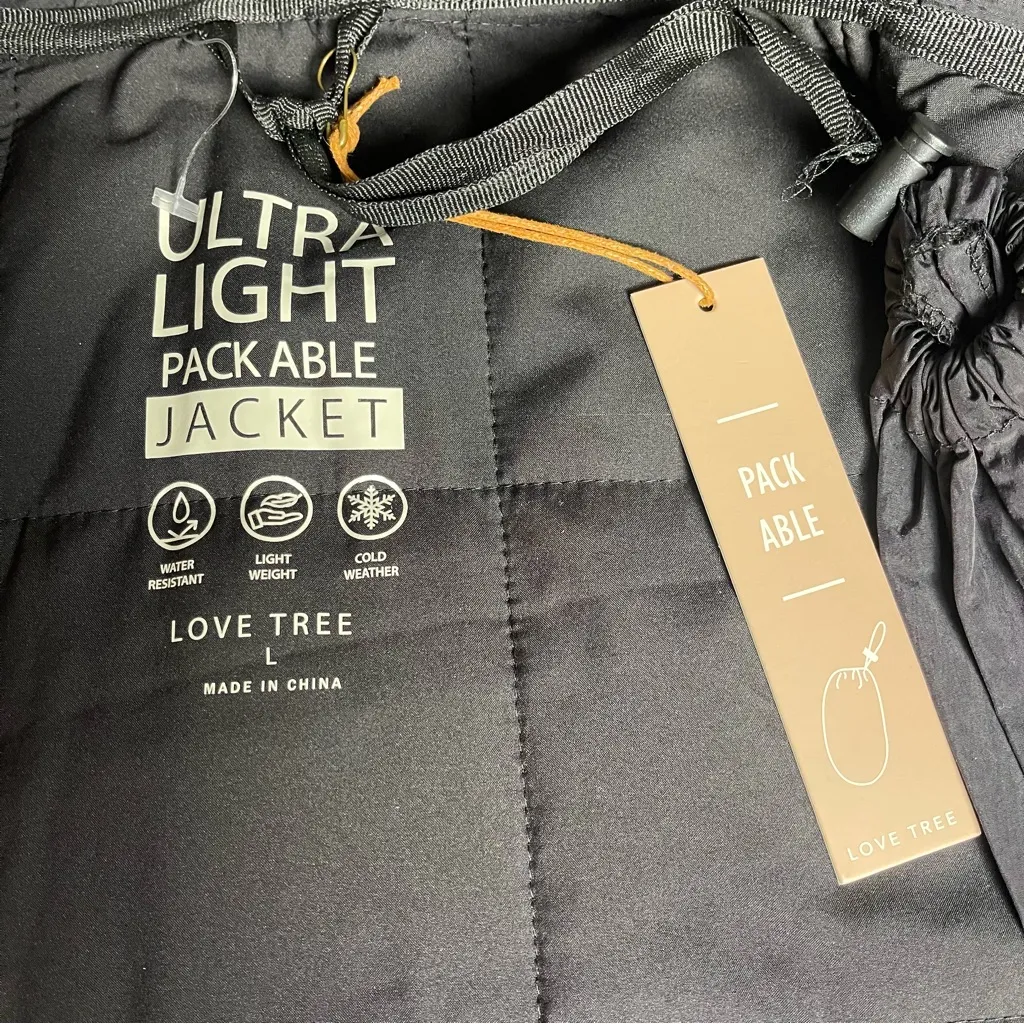 ULTRA
LIGHT
PACK ABLE
JACKET
WATER
RESISTANT
LIGHT
WEIGHT
COLD
WEATHER
LOVE TREE
L
MADE IN CHINA
PACK
ABLE
LOVE TREE